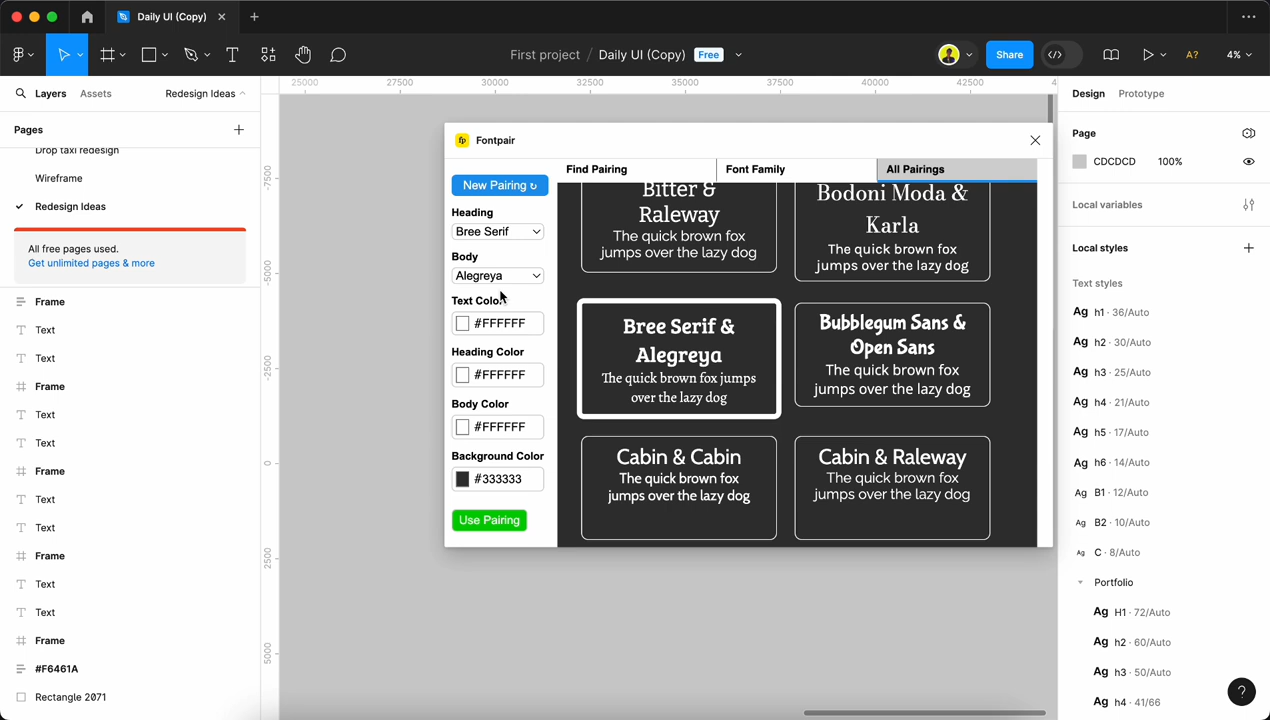 Daily UI (Copy)
First project / Daily UI (Copy) Free
Share
A?
4%
Layers
Assets
Redesign Ideas
Pages
Drop taxi redesign
Wireframe
Redesign Ideas
All free pages used.
Get unlimited pages & more
Frame
Text
Text
Frame
Text
Text
Frame
Text
Text
Frame
Text
Text
Frame
#F6461A
Rectangle 2071
25000 27500 30000 32500 35000 37500 40000 42500 4
-7500
-5000
-2500
0
2500
5000
fp Fontpair
New Pairing ↻
Heading
Bree Serif
Body
Alegreya
Text Color
#FFFFFF
Heading Color
#FFFFFF
Body Color
#FFFFFF
Background Color
#333333
Use Pairing
Find Pairing
Font Family
All Pairings
Bitter &
Raleway
The quick brown fox
jumps over the lazy dog
Bodoni Moda &
Karla
The quick brown fox
jumps over the lazy dog
Bree Serif &
Alegreya
The quick brown fox jumps
over the lazy dog
Bubblegum Sans &
Open Sans
The quick brown fox
jumps over the lazy dog
Cabin & Cabin
The quick brown fox
jumps over the lazy dog
Cabin & Raleway
The quick brown fox
jumps over the lazy dog
Design
Prototype
Page
CDCDCD 100%
Local variables
Local styles
Text styles
Ag h1 · 36/Auto
Ag h2 · 30/Auto
Ag h3 · 25/Auto
Ag h4 · 21/Auto
Ag h5 · 17/Auto
Ag h6 · 14/Auto
Ag B1 · 12/Auto
Ag B2 · 10/Auto
Ag C · 8/Auto
Portfolio
Ag H1 · 72/Auto
Ag h2 · 60/Auto
Ag h3 · 50/Auto
Ag h4 · 41/66
?